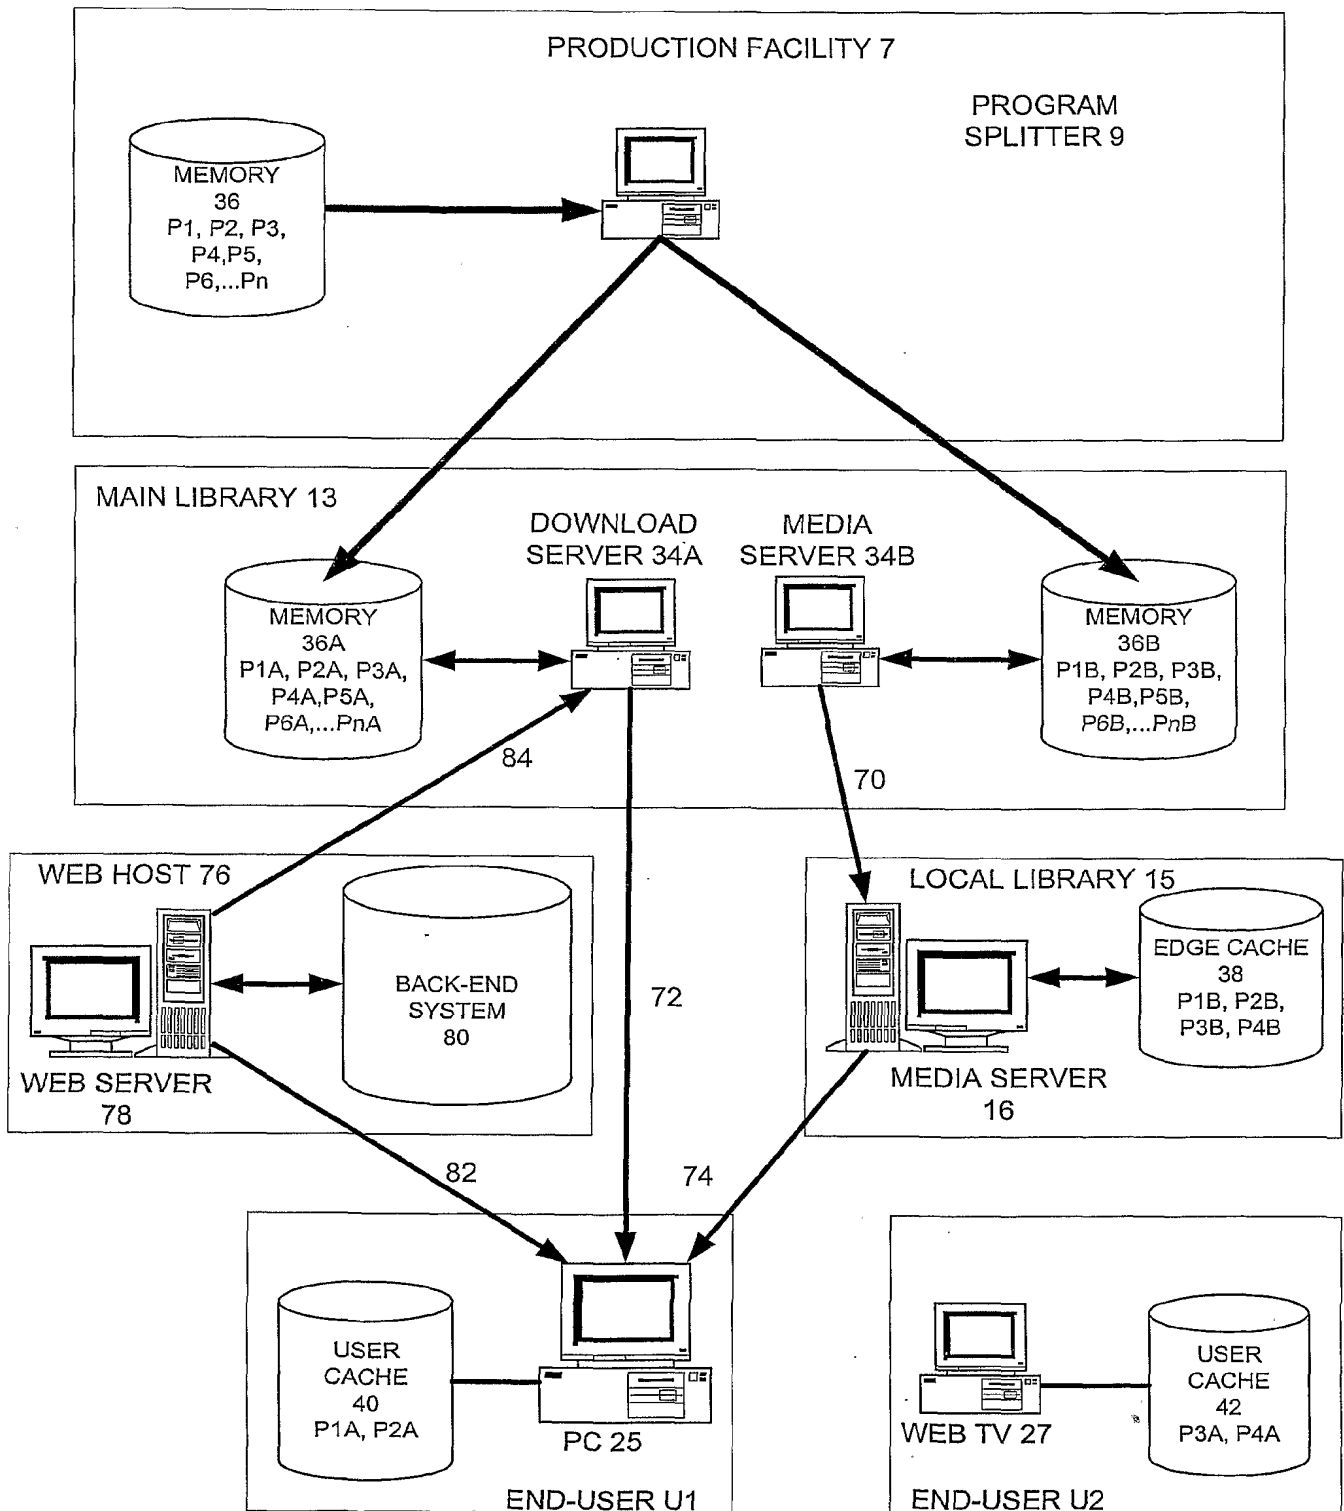 PRODUCTION FACILITY 7
PROGRAM
SPLITTER 9
MEMORY
36
P1, P2, P3,
P4,P5,
P6,...Pn
MAIN LIBRARY 13
DOWNLOAD
SERVER 34A
MEDIA
SERVER 34B
MEMORY
36A
P1A, P2A, P3A,
P4A,P5A,
P6A,...PnA
MEMORY
36B
P1B, P2B, P3B,
P4B,P5B,
P6B,...PnB
84
70
WEB HOST 76
BACK-END
SYSTEM
80
WEB SERVER
78
72
LOCAL LIBRARY 15
EDGE CACHE
38
P1B, P2B,
P3B, P4B
MEDIA SERVER
16
82
74
USER
CACHE
40
P1A, P2A
PC 25
END-USER U1
WEB TV 27
USER
CACHE
42
P3A, P4A
END-USER U2